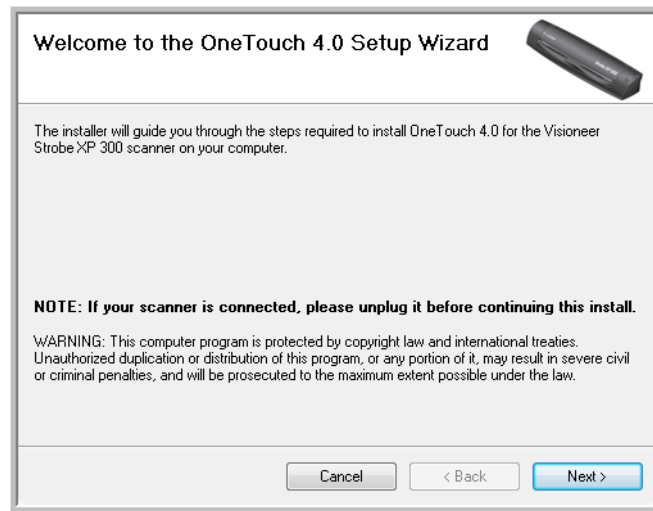 Welcome to the OneTouch 4.0 Setup Wizard
The installer will guide you through the steps required to install OneTouch 4.0 for the Visioneer
Strobe XP 300 scanner on your computer.
NOTE: If your scanner is connected, please unplug it before continuing this install.
WARNING: This computer program is protected by copyright law and international treaties.
Unauthorized duplication or distribution of this program, or any portion of it, may result in severe civil
or criminal penalties, and will be prosecuted to the maximum extent possible under the law.
Cancel
< Back
Next >